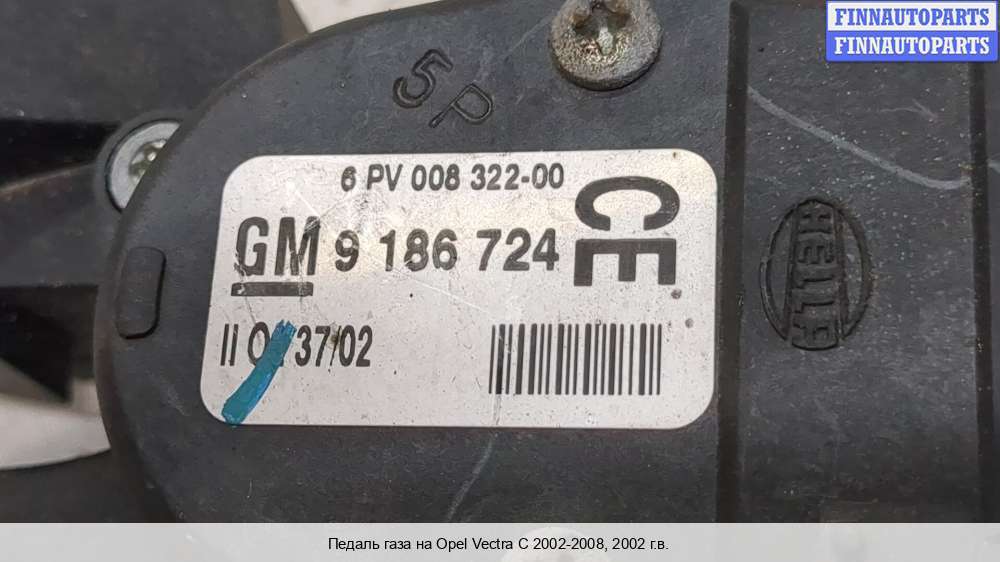 FINNAUTOPARTS
FINNAUTOPARTS
5P
6 PV 008 322-00
GM 9 186 724 CE
II 37/02
HELLA
Педаль газа на Opel Vectra C 2002-2008, 2002 г.в.